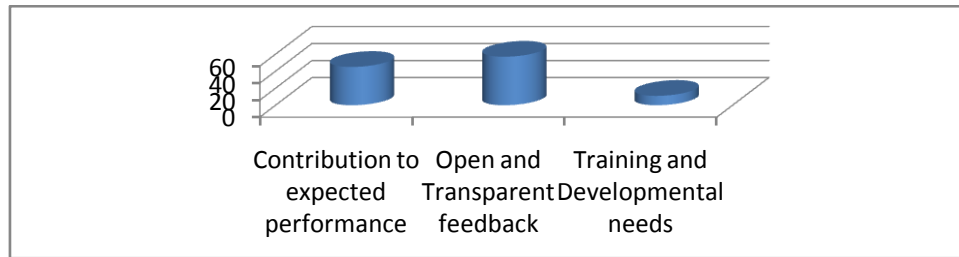 60
40
20
0
Contribution to expected performance
Open and Transparent feedback
Training and Developmental needs